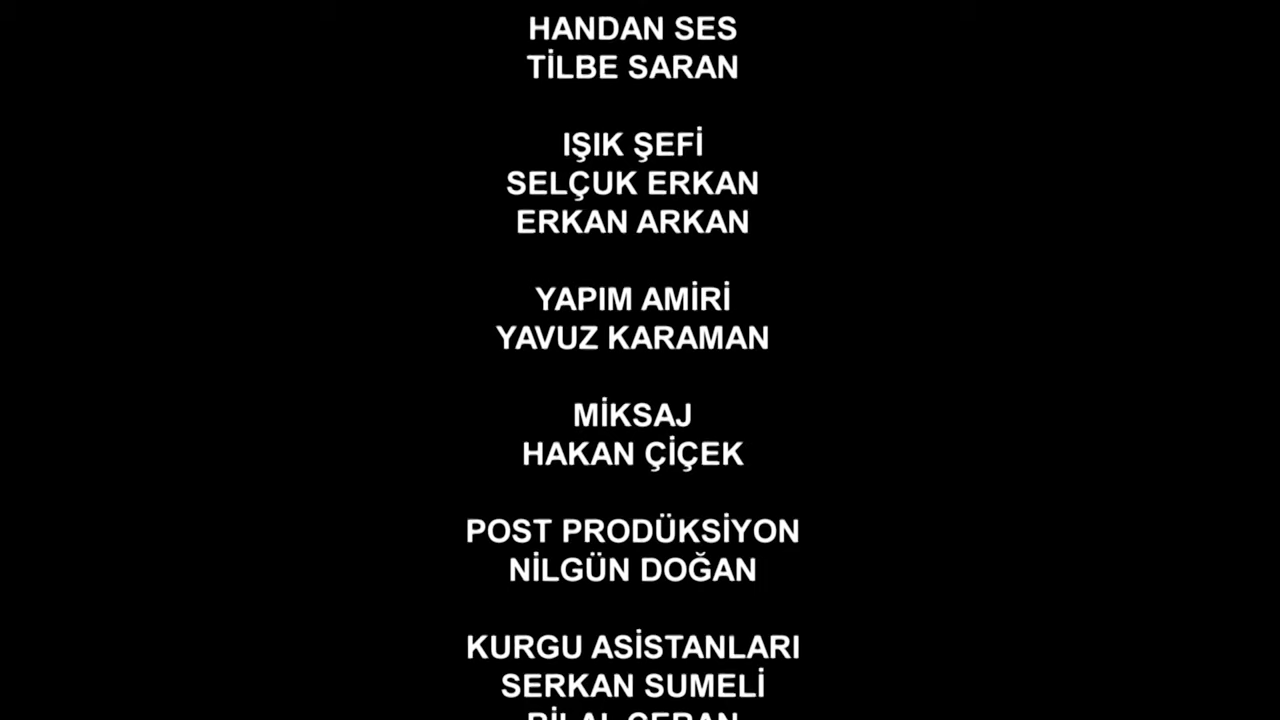 HANDAN SES
TİLBE SARAN
IŞIK ŞEFİ
SELÇUK ERKAN
ERKAN ARKAN
YAPIM AMİRİ
YAVUZ KARAMAN
MİKSAJ
HAKAN ÇİÇEK
POST PRODÜKSİYON
NİLGÜN DOĞAN
KURGU ASİSTANLARI
SERKAN SUMELİ